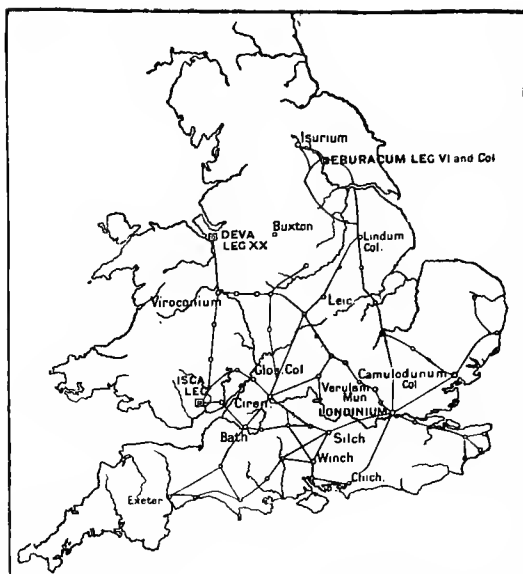 Isurium
EBURACUM LEG VI and Col
DEVA
LEG XX
Buxton
Lindum
Col.
Viroconium
Leic.
Glos. Col
Camulodunum
Col
ISCA
LEG
Verulam
Mun
Ciren.
LONDINIUM
Bath
Silch
Winch
Chich.
Exeter